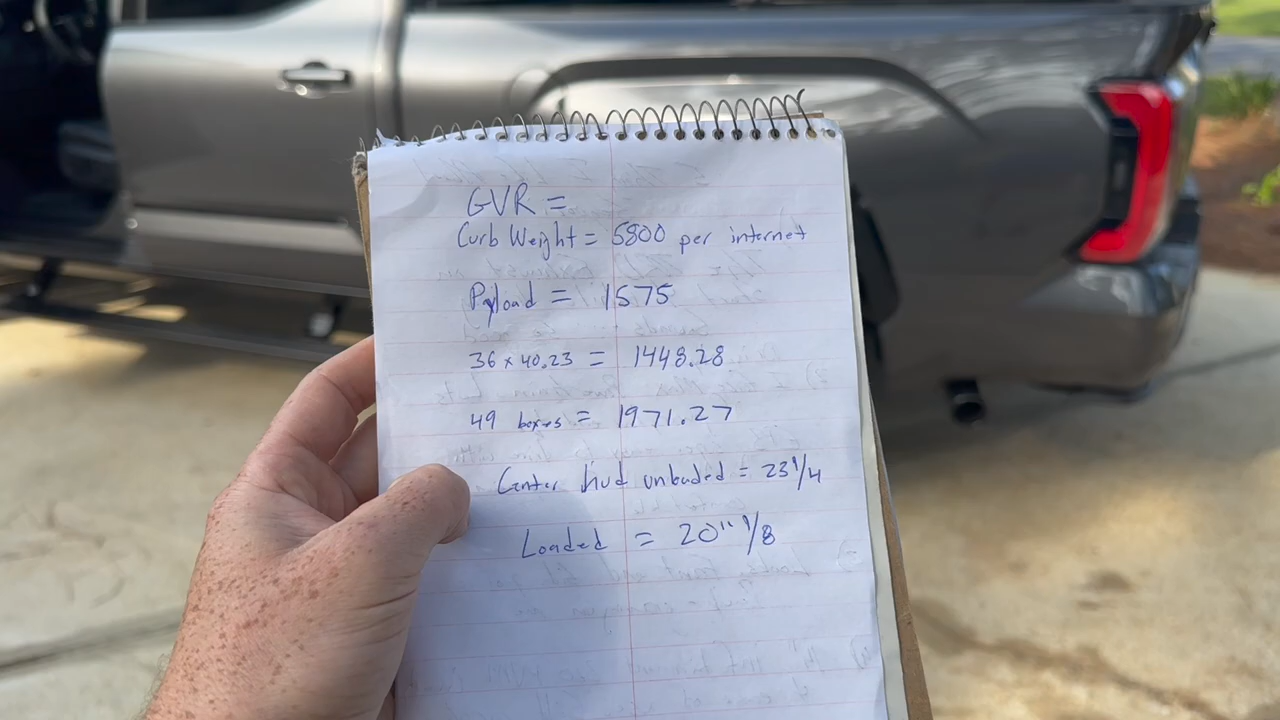 GVR =
Curb Weight = 5800 per internet
Payload = 1575
36 x 40.23 = 1448.28
49 boxes = 1971.27
Center hud unloaded = 23 1/4
Loaded = 20" 1/8